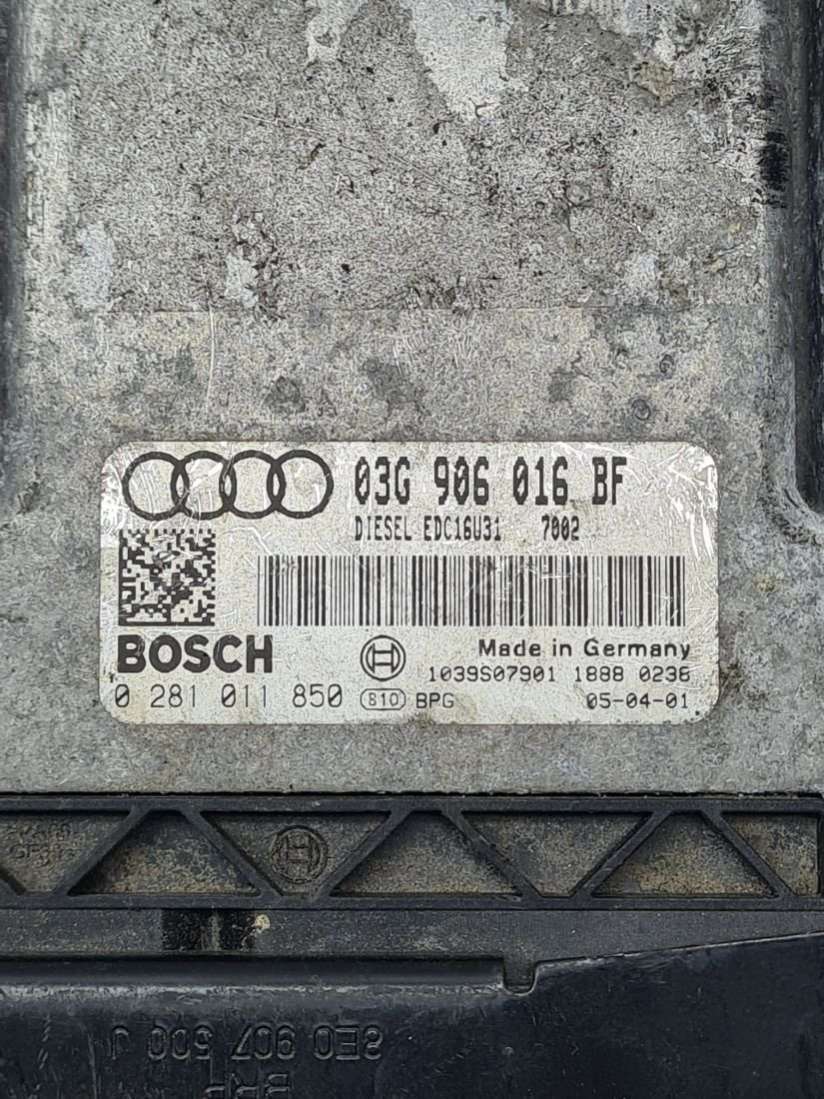 03G 906 016 BF
DIESEL EDC16U31 7002
BOSCH
Made in Germany
1039S07901 1888 0236
0 281 011 850 810 BPG 05-04-01
8E0 907 500 J